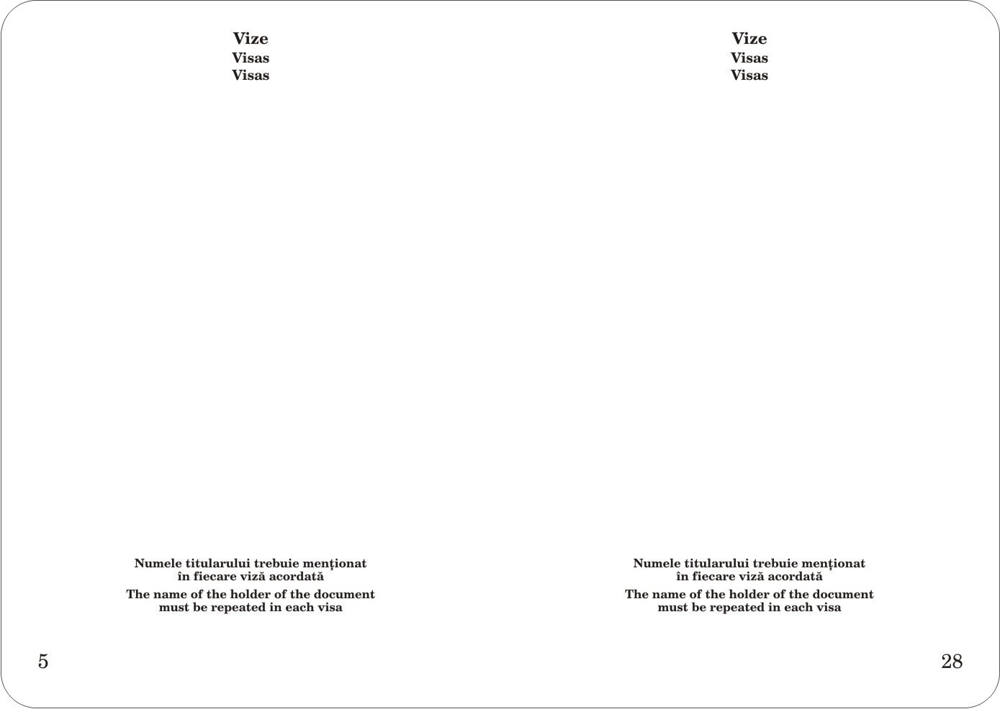 Vize
Visas
Visas
Numele titularului trebuie menționat
în fiecare viză acordată
The name of the holder of the document
must be repeated in each visa
5
Vize
Visas
Visas
Numele titularului trebuie menționat
în fiecare viză acordată
The name of the holder of the document
must be repeated in each visa
28